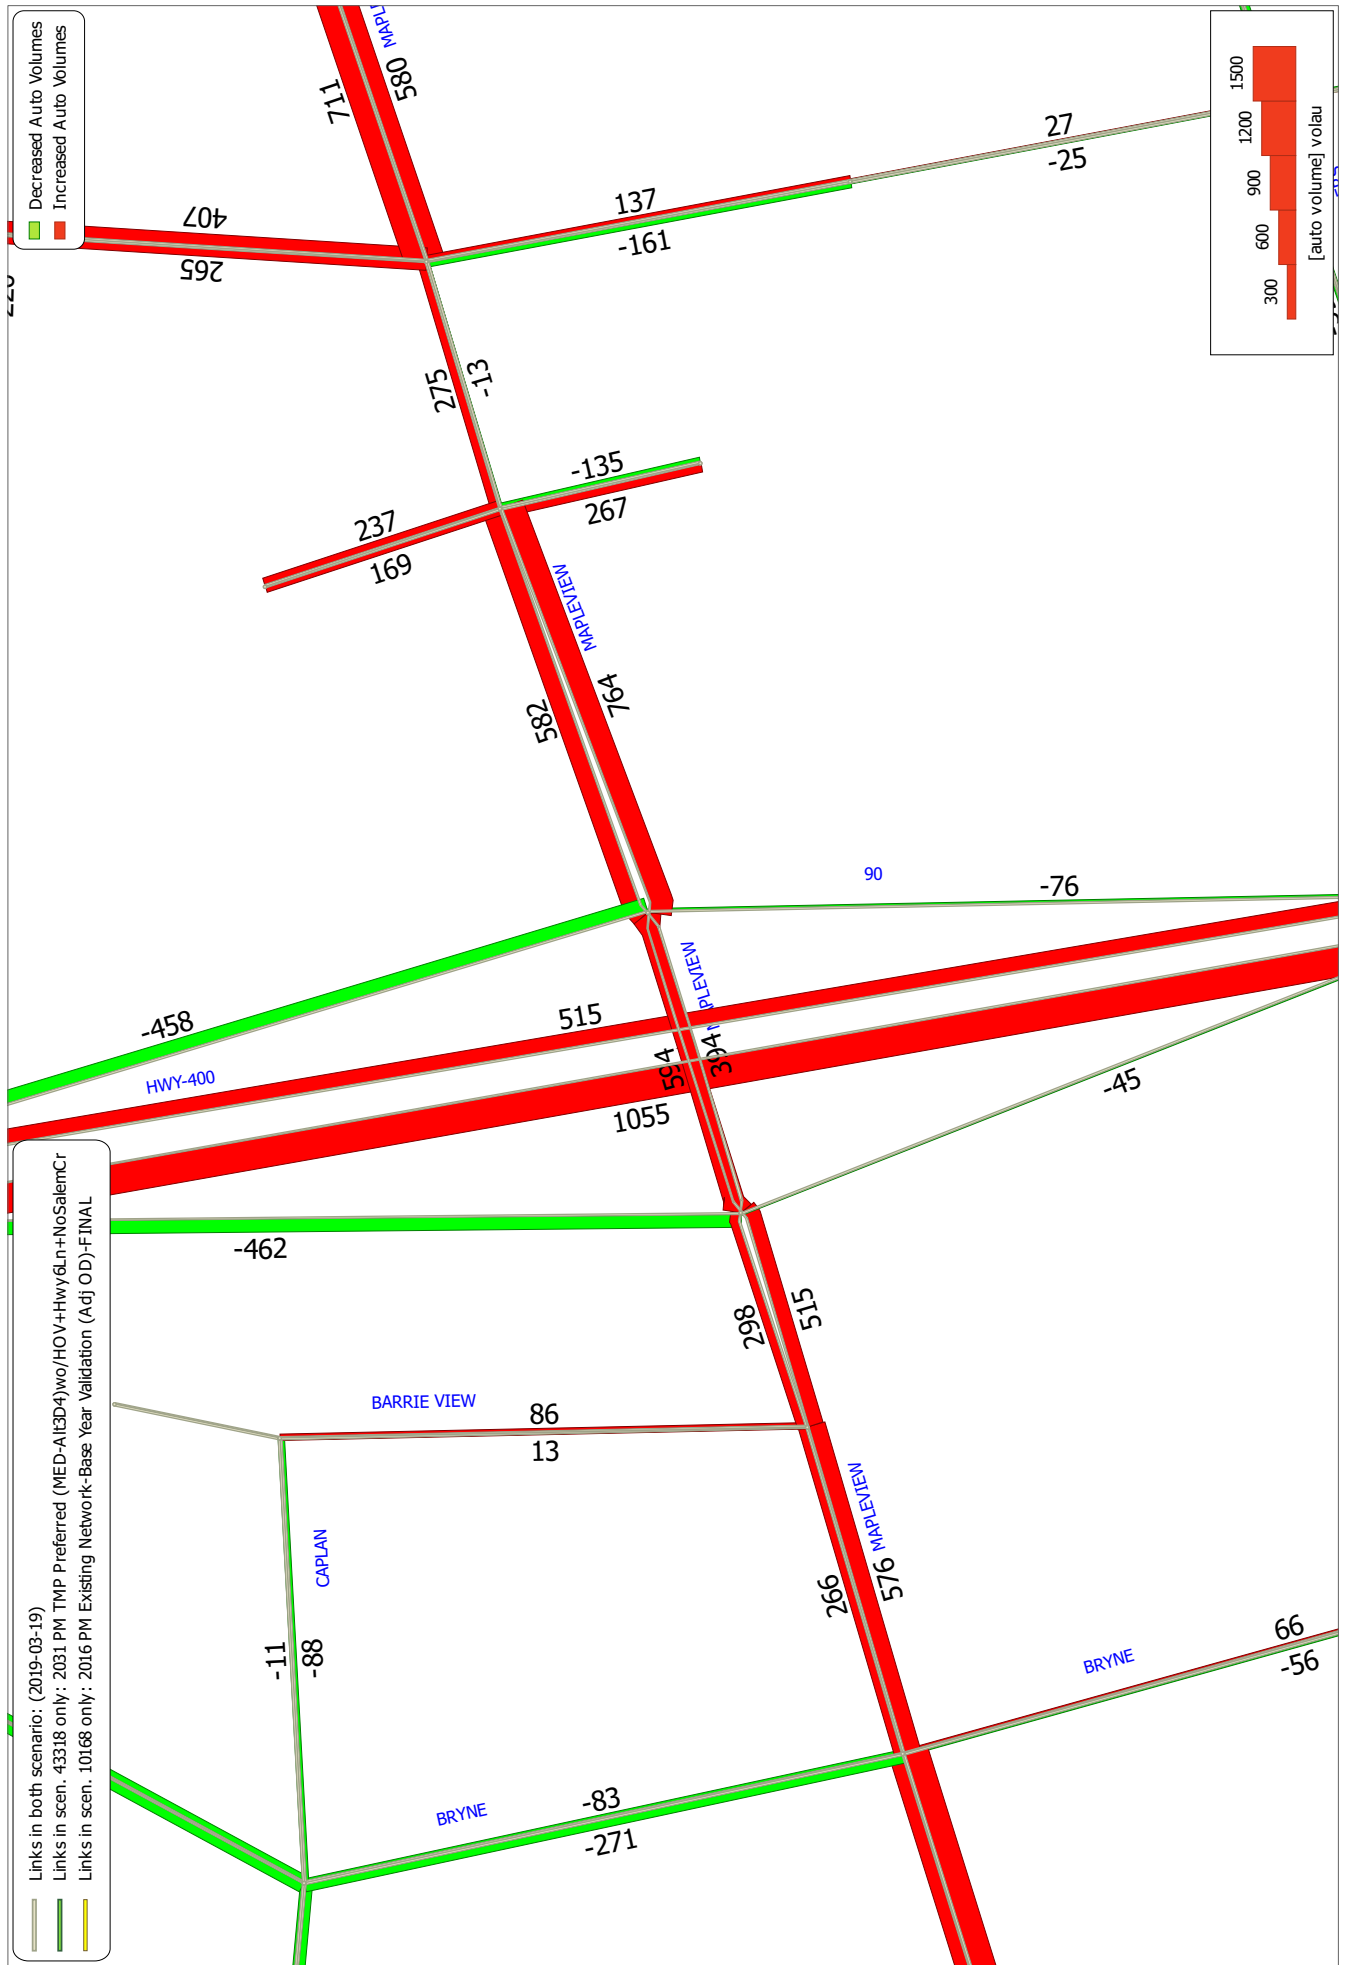 Decreased Auto Volumes
Increased Auto Volumes
MAPL
580
711
1500
1200
900
600
300
[auto volume] volau
27
-25
407
265
137
-161
275
-13
-135
267
237
169
MAPLEVIEW
764
582
90
-76
-458
515
HWY-400
MAPLEVIEW
594
394
1055
-45
-462
298
515
BARRIE VIEW
86
13
CAPLAN
-11
-88
MAPLEVIEW
266
576
BRYNE
66
-56
BRYNE
-83
-271
Links in both scenario: (2019-03-19)
Links in scen. 43318 only: 2031 PM TMP Preferred (MED-Alt3D4)wo/HOV+Hwy6Ln+NoSalemCr
Links in scen. 10168 only: 2016 PM Existing Network-Base Year Validation (Adj OD)-FINAL